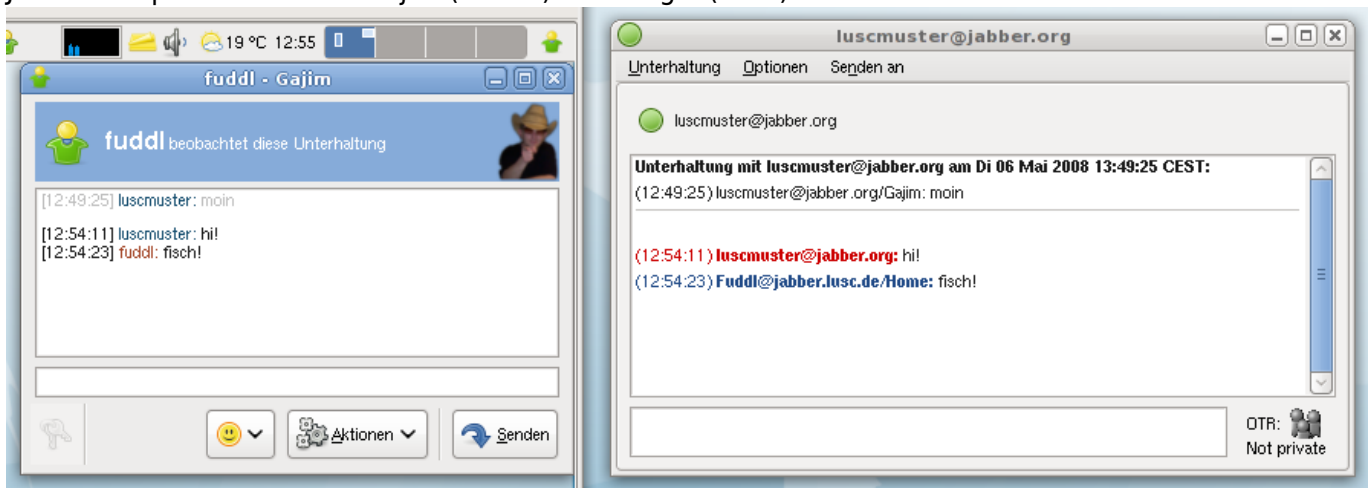 19 °C 12:55
fuddl - Gajim
fuddl beobachtet diese Unterhaltung
[12:49:25] luscmuster: moin
[12:54:11] luscmuster: hi!
[12:54:23] fuddl: fisch!
Aktionen
Senden
luscmuster@jabber.org
Unterhaltung Optionen Senden an
luscmuster@jabber.org
Unterhaltung mit luscmuster@jabber.org am Di 06 Mai 2008 13:49:25 CEST:
(12:49:25) luscmuster@jabber.org/Gajim: moin
(12:54:11) luscmuster@jabber.org: hi!
(12:54:23) Fuddl@jabber.lusc.de/Home: fisch!
OTR:
Not private